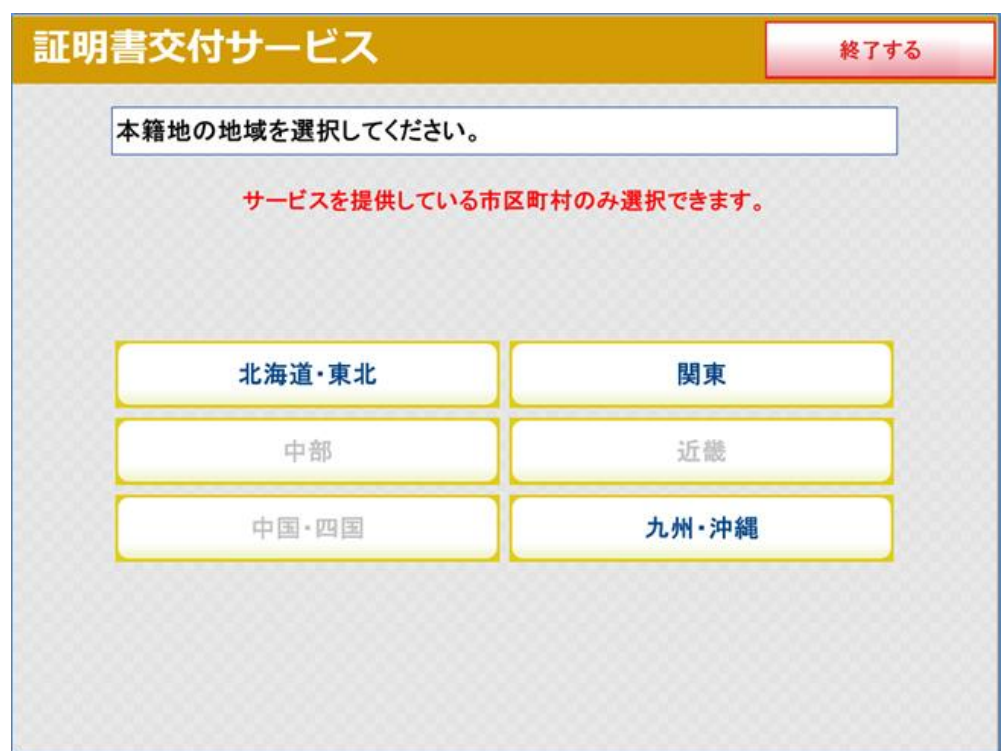 証明書交付サービス
終了する
本籍地の地域を選択してください。
サービスを提供している市区町村のみ選択できます。
北海道・東北
関東
中部
近畿
中国・四国
九州・沖縄